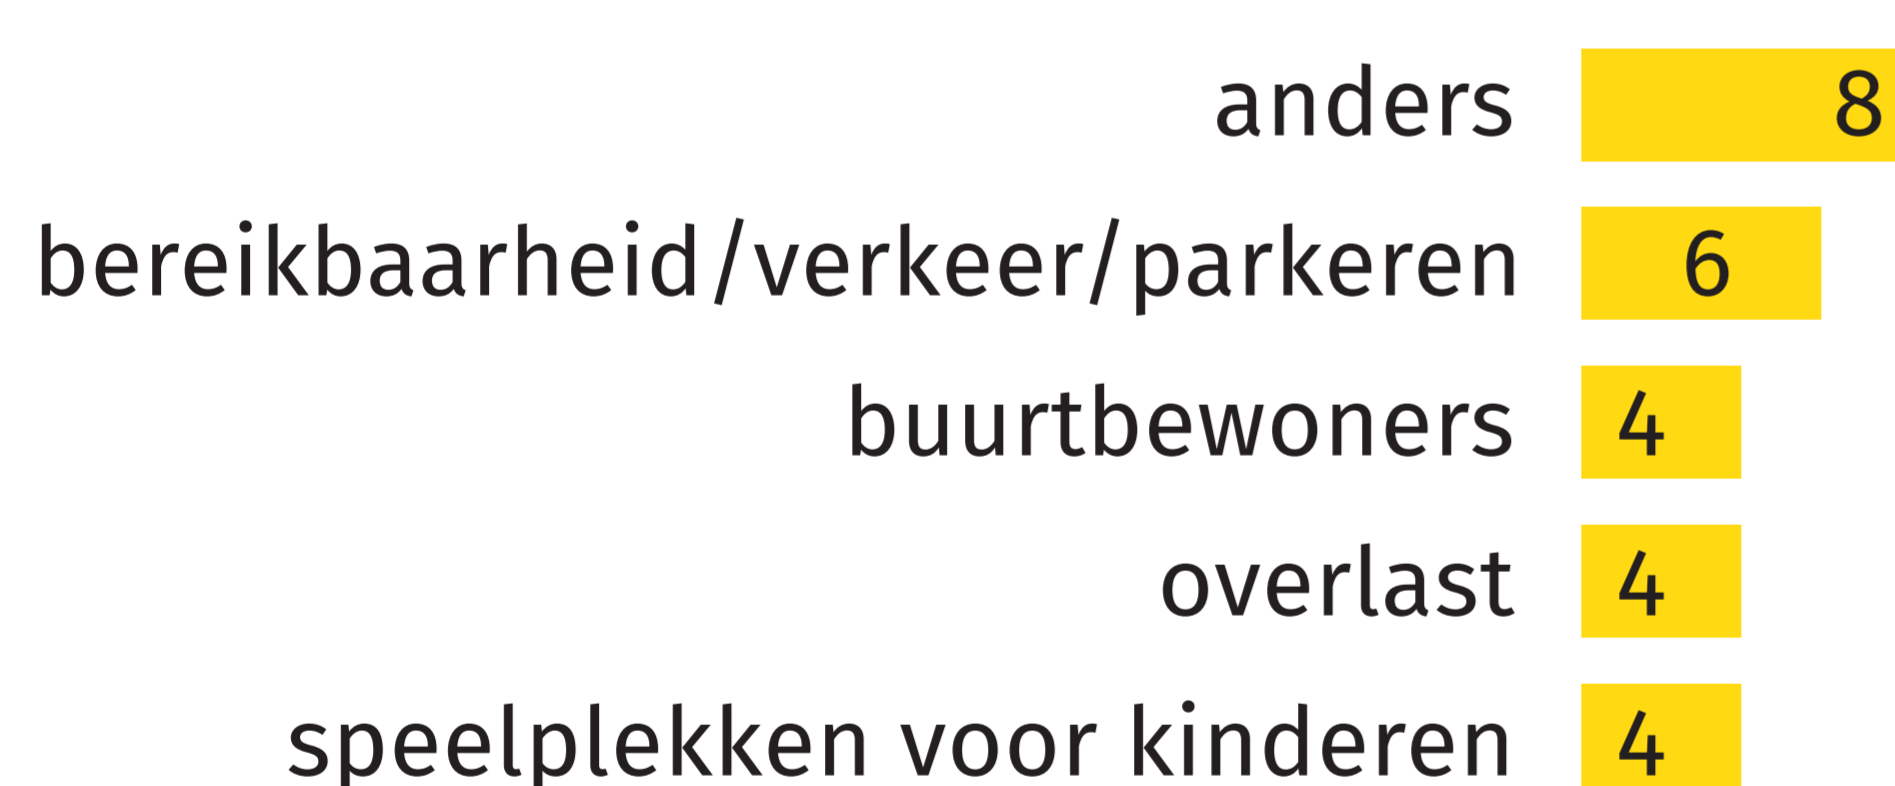 anders 8
bereikbaarheid/verkeer/parkeren 6
buurtbewoners 4
overlast 4
speelplekken voor kinderen 4